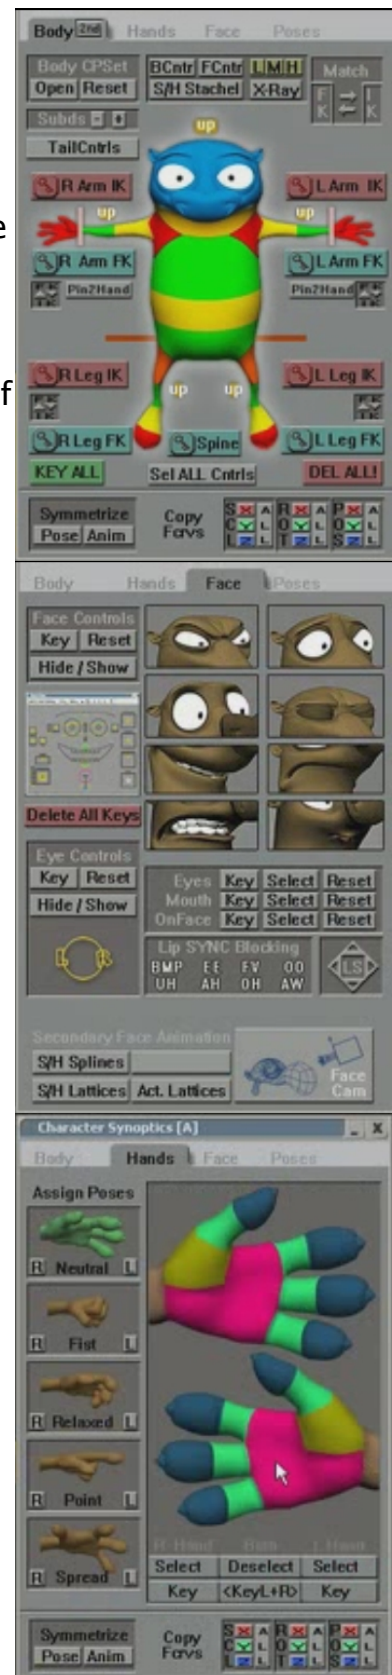 e
f
Body 2nd Hands Face Poses
Body CPSet
Open Reset
BCntr FCntr L M H
S/H Stachel X-Ray
Match
F K I K
Subds - +
TailCntrls
up
R Arm IK L Arm IK
up up
R Arm FK L Arm FK
Pin2Hand Pin2Hand
R Leg IK L Leg IK
up up
R Leg FK Spine L Leg FK
KEY ALL Sel ALL Cntrls DEL ALL!
Symmetrize
Pose Anim
Copy
Fcrvs
S C L X Y Z A L L
R O T X Y Z A L L
P O S X Y Z A L L
Body Hands Face Poses
Face Controls
Key Reset
Hide / Show
Delete All Keys
Eye Controls
Key Reset
Hide / Show
L R
Eyes Key Select Reset
Mouth Key Select Reset
OnFace Key Select Reset
Lip SYNC Blocking
BMP EE FV OO
UH AH OH AW
LS
Secondary Face Animation
S/H Splines
S/H Lattices Act. Lattices
Face
Cam
Character Synoptics [A] _ X
Body Hands Face Poses
Assign Poses
R Neutral L
R Fist L
R Relaxed L
R Point L
R Spread L
R Hand Both L Hand
Select Deselect Select
Key <KeyL+R> Key
Symmetrize
Pose Anim
Copy
Fcrvs
S C L X Y Z A L L
R O T X Y Z A L L
P O S X Y Z A L L